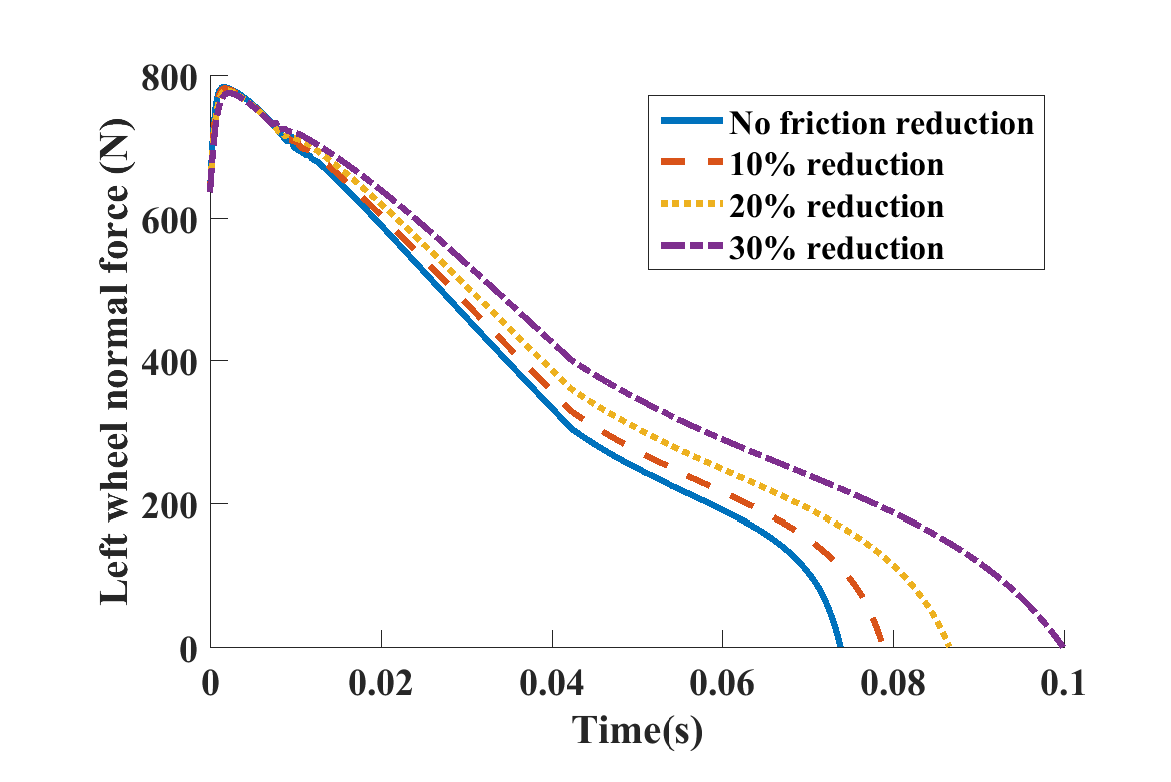 800
600
400
200
0
Left wheel normal force (N)
No friction reduction
10% reduction
20% reduction
30% reduction
0 0.02 0.04 0.06 0.08 0.1
Time(s)